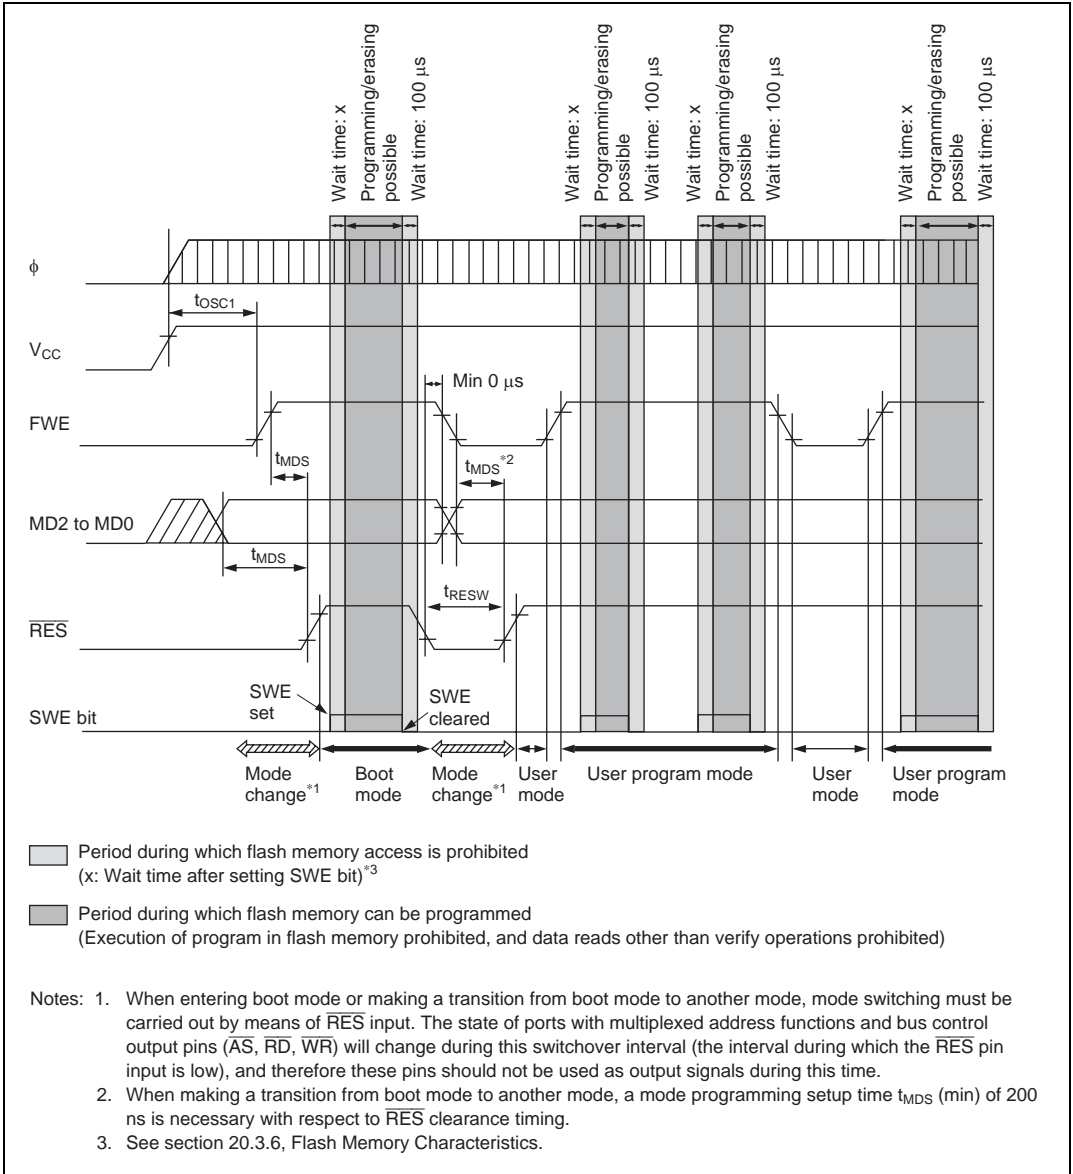 Wait time: x
Programming/erasing
possible
Wait time: 100 µs
Wait time: x
Programming/erasing
possible
Wait time: 100 µs
Wait time: x
Programming/erasing
possible
Wait time: 100 µs
Wait time: x
Programming/erasing
possible
Wait time: 100 µs
φ
tOSC1
VCC
Min 0 µs
FWE
tMDS
tMDS*2
MD2 to MD0
tMDS
tRESW
RES
SWE
set
SWE
cleared
SWE bit
Mode
change*1
Boot
mode
Mode
change*1
User
mode
User program mode
User
mode
User program
mode
Period during which flash memory access is prohibited
(x: Wait time after setting SWE bit)*3
Period during which flash memory can be programmed
(Execution of program in flash memory prohibited, and data reads other than verify operations prohibited)
Notes: 1. When entering boot mode or making a transition from boot mode to another mode, mode switching must be
carried out by means of RES input. The state of ports with multiplexed address functions and bus control
output pins (AS, RD, WR) will change during this switchover interval (the interval during which the RES pin
input is low), and therefore these pins should not be used as output signals during this time.
2. When making a transition from boot mode to another mode, a mode programming setup time tMDS (min) of 200
ns is necessary with respect to RES clearance timing.
3. See section 20.3.6, Flash Memory Characteristics.